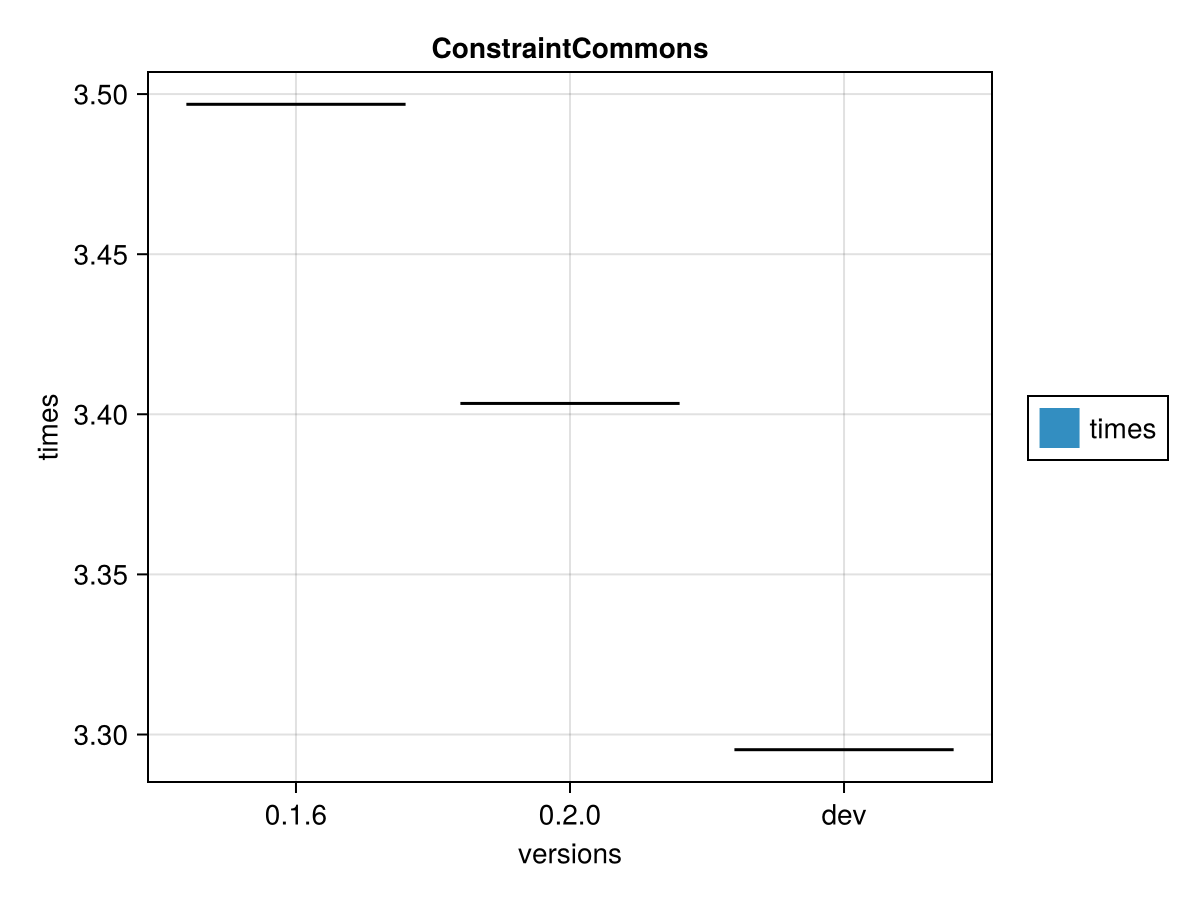 ConstraintCommons
3.50
3.45
3.40
3.35
3.30
times
0.1.6 0.2.0 dev
versions
times